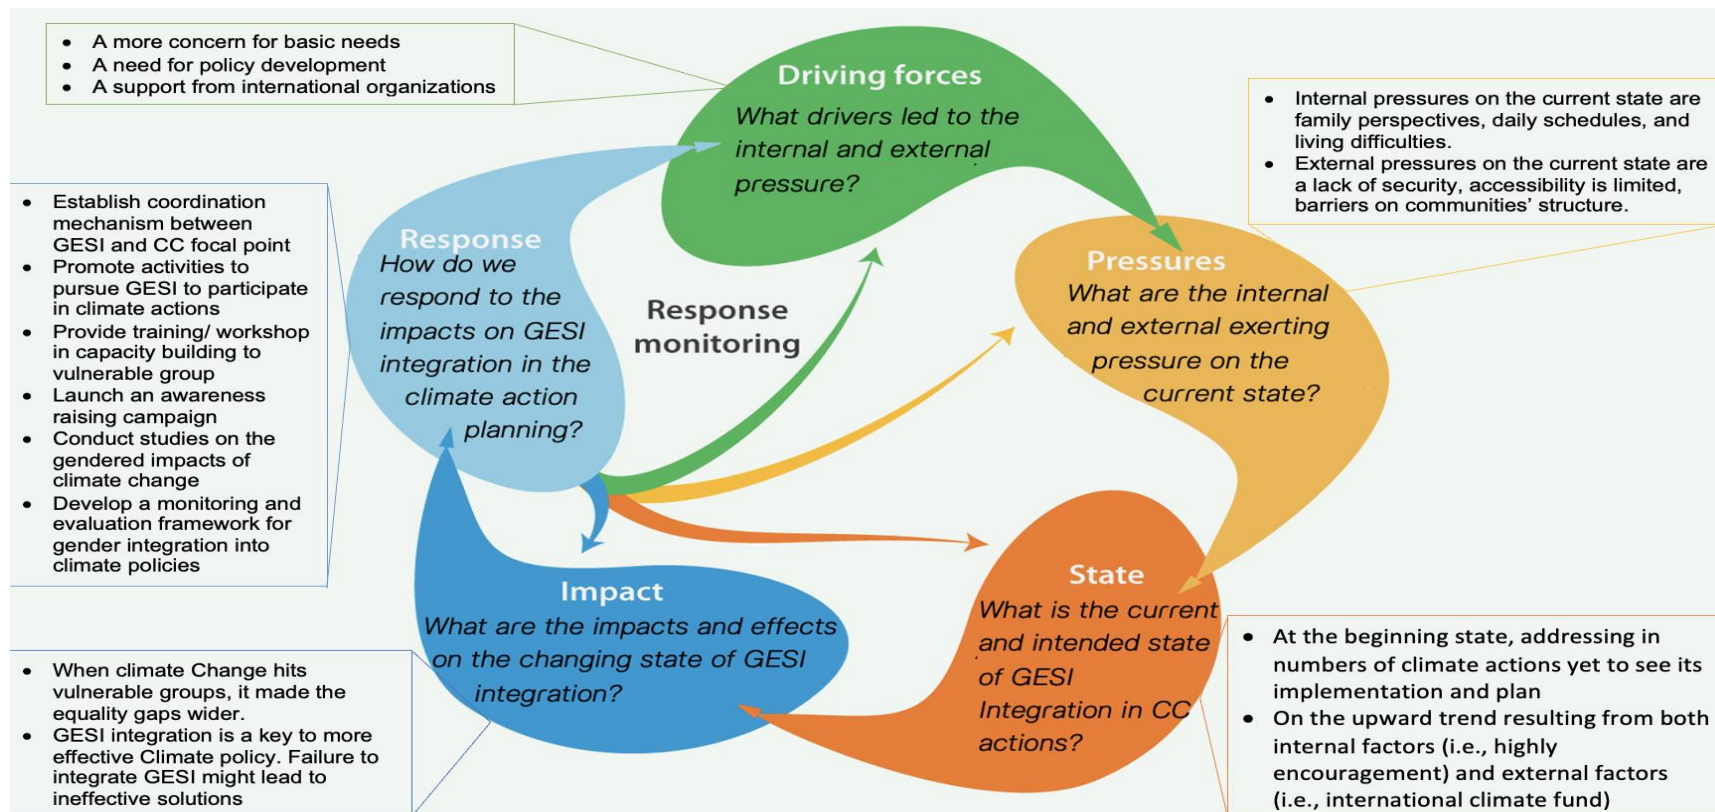 • A more concern for basic needs
• A need for policy development
• A support from international organizations
Driving forces
What drivers led to the
internal and external
pressure?
• Internal pressures on the current state are
family perspectives, daily schedules, and
living difficulties.
• External pressures on the current state are
a lack of security, accessibility is limited,
barriers on communities' structure.
Pressures
What are the internal
and external exerting
pressure on the
current state?
• Establish coordination
mechanism between
GESI and CC focal point
• Promote activities to
pursue GESI to participate
in climate actions
• Provide training/ workshop
in capacity building to
vulnerable group
• Launch an awareness
raising campaign
• Conduct studies on the
gendered impacts of
climate change
• Develop a monitoring and
evaluation framework for
gender integration into
climate policies
Response
How do we
respond to the
impacts on GESI
integration in the
climate action
planning?
Response
monitoring
State
What is the current
and intended state
of GESI
Integration in CC
actions?
• At the beginning state, addressing in
numbers of climate actions yet to see its
implementation and plan
• On the upward trend resulting from both
internal factors (i.e., highly
encouragement) and external factors
(i.e., international climate fund)
Impact
What are the impacts and effects
on the changing state of GESI
integration?
• When climate Change hits
vulnerable groups, it made the
equality gaps wider.
• GESI integration is a key to more
effective Climate policy. Failure to
integrate GESI might lead to
ineffective solutions